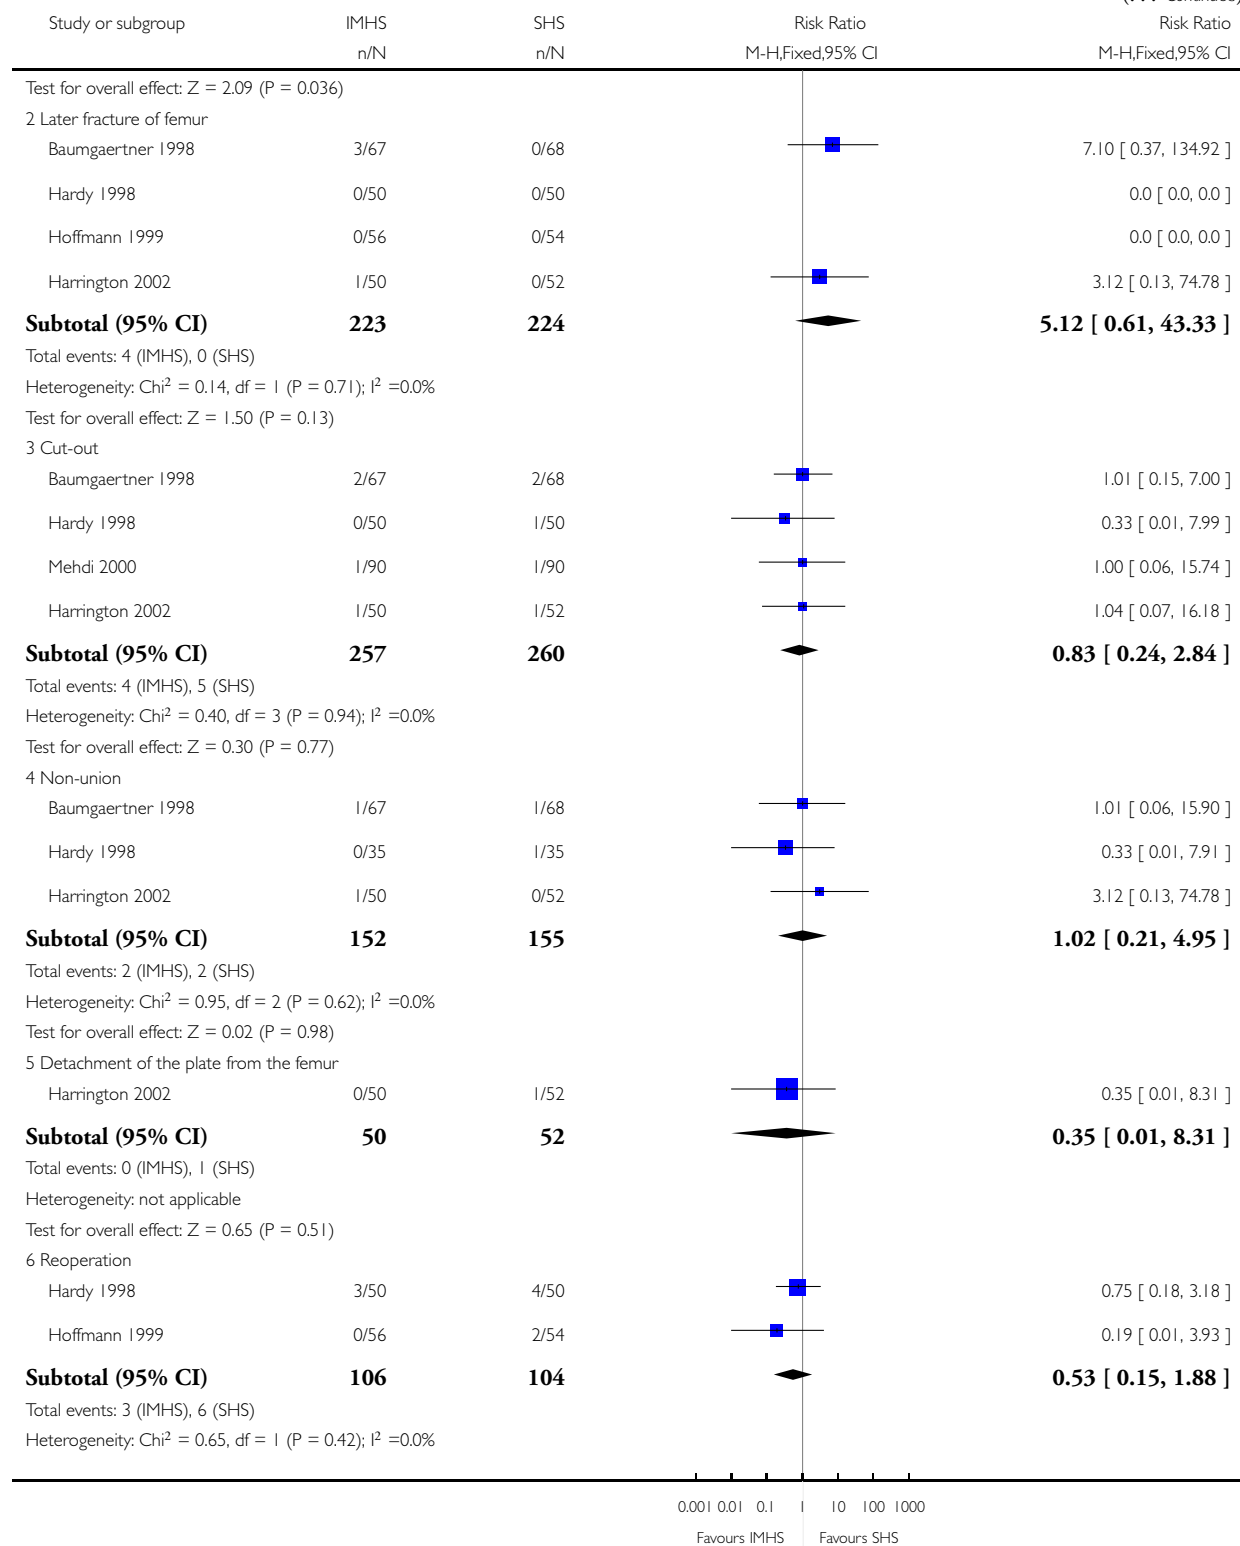 Study or subgroup IMHS SHS Risk Ratio Risk Ratio
n/N n/N M-H,Fixed,95% CI M-H,Fixed,95% CI
Test for overall effect: Z = 2.09 (P = 0.036)
2 Later fracture of femur
Baumgaertner 1998 3/67 0/68 7.10 [ 0.37, 134.92 ]
Hardy 1998 0/50 0/50 0.0 [ 0.0, 0.0 ]
Hoffmann 1999 0/56 0/54 0.0 [ 0.0, 0.0 ]
Harrington 2002 1/50 0/52 3.12 [ 0.13, 74.78 ]
Subtotal (95% CI) 223 224 5.12 [ 0.61, 43.33 ]
Total events: 4 (IMHS), 0 (SHS)
Heterogeneity: Chi² = 0.14, df = 1 (P = 0.71); I² =0.0%
Test for overall effect: Z = 1.50 (P = 0.13)
3 Cut-out
Baumgaertner 1998 2/67 2/68 1.01 [ 0.15, 7.00 ]
Hardy 1998 0/50 1/50 0.33 [ 0.01, 7.99 ]
Mehdi 2000 1/90 1/90 1.00 [ 0.06, 15.74 ]
Harrington 2002 1/50 1/52 1.04 [ 0.07, 16.18 ]
Subtotal (95% CI) 257 260 0.83 [ 0.24, 2.84 ]
Total events: 4 (IMHS), 5 (SHS)
Heterogeneity: Chi² = 0.40, df = 3 (P = 0.94); I² =0.0%
Test for overall effect: Z = 0.30 (P = 0.77)
4 Non-union
Baumgaertner 1998 1/67 1/68 1.01 [ 0.06, 15.90 ]
Hardy 1998 0/35 1/35 0.33 [ 0.01, 7.91 ]
Harrington 2002 1/50 0/52 3.12 [ 0.13, 74.78 ]
Subtotal (95% CI) 152 155 1.02 [ 0.21, 4.95 ]
Total events: 2 (IMHS), 2 (SHS)
Heterogeneity: Chi² = 0.95, df = 2 (P = 0.62); I² =0.0%
Test for overall effect: Z = 0.02 (P = 0.98)
5 Detachment of the plate from the femur
Harrington 2002 0/50 1/52 0.35 [ 0.01, 8.31 ]
Subtotal (95% CI) 50 52 0.35 [ 0.01, 8.31 ]
Total events: 0 (IMHS), 1 (SHS)
Heterogeneity: not applicable
Test for overall effect: Z = 0.65 (P = 0.51)
6 Reoperation
Hardy 1998 3/50 4/50 0.75 [ 0.18, 3.18 ]
Hoffmann 1999 0/56 2/54 0.19 [ 0.01, 3.93 ]
Subtotal (95% CI) 106 104 0.53 [ 0.15, 1.88 ]
Total events: 3 (IMHS), 6 (SHS)
Heterogeneity: Chi² = 0.65, df = 1 (P = 0.42); I² =0.0%
0.001 0.01 0.1 1 10 100 1000
Favours IMHS Favours SHS